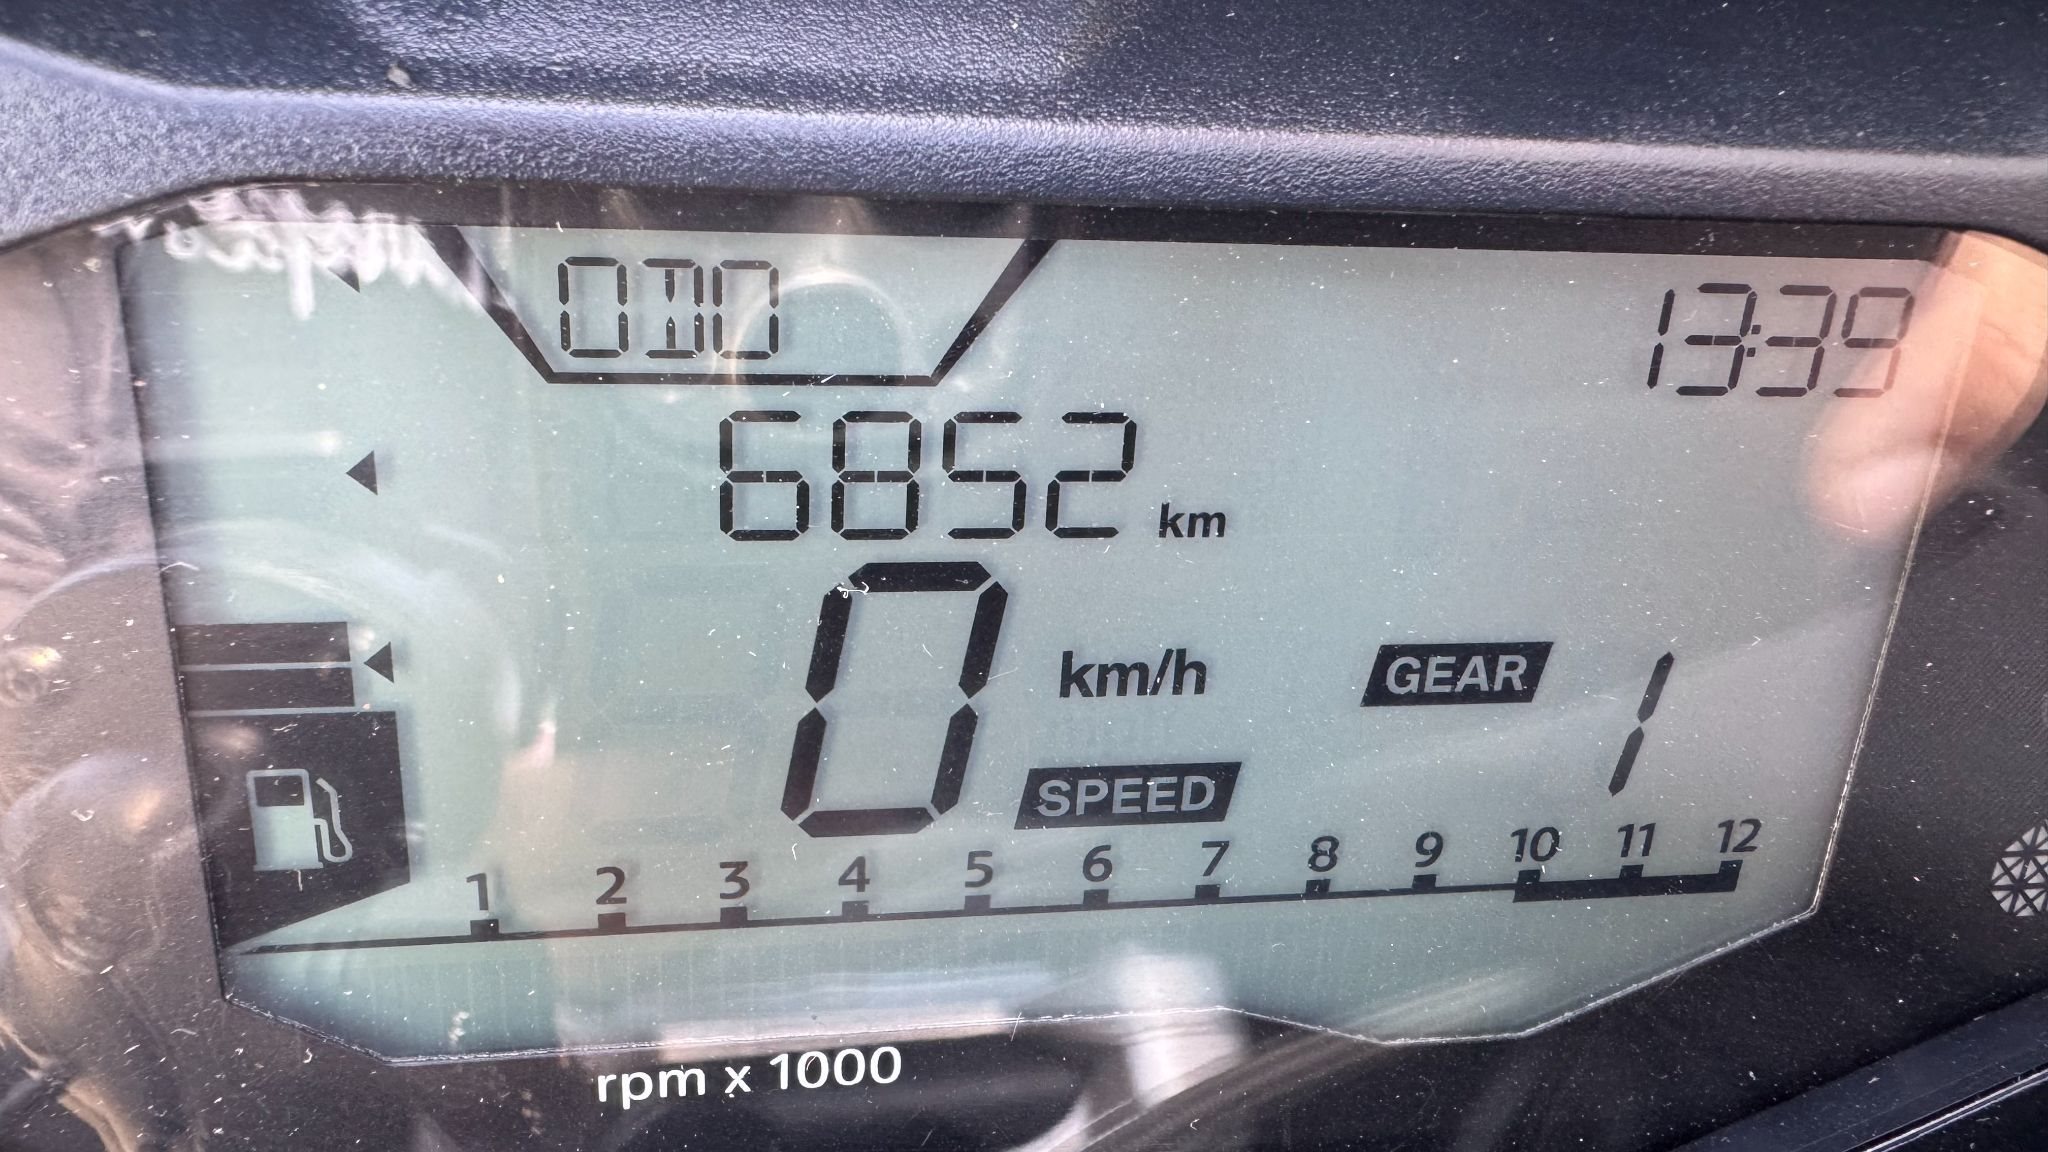 ODO
13:39
6852 km
0 km/h
GEAR 1
SPEED
1 2 3 4 5 6 7 8 9 10 11 12
rpm x 1000